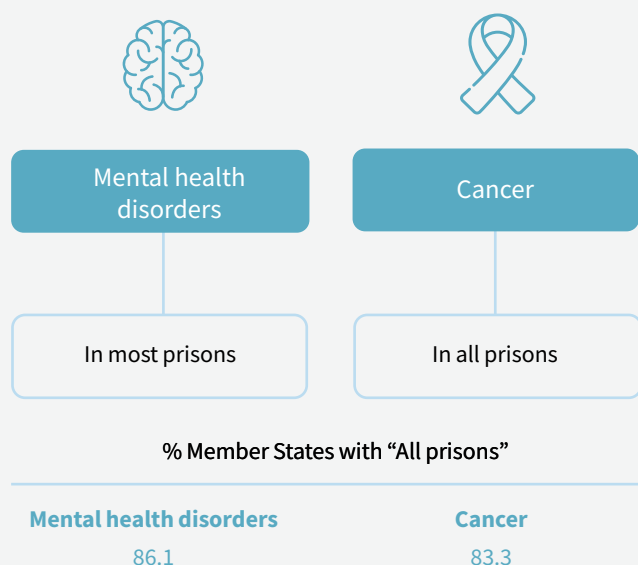 Mental health
disorders
Cancer
In most prisons
In all prisons
% Member States with “All prisons”
Mental health disorders
Cancer
86.1
83.3